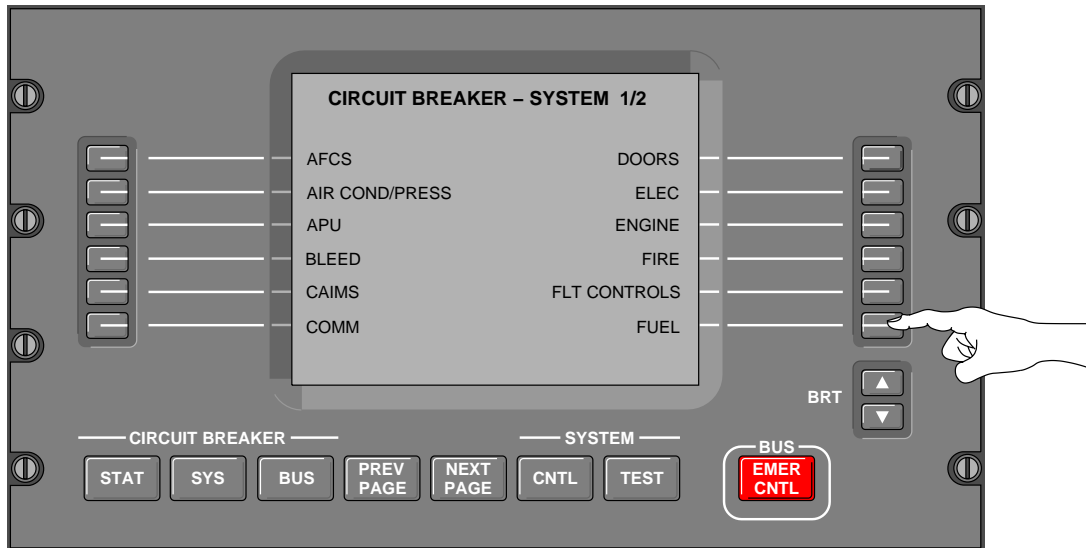 CIRCUIT BREAKER – SYSTEM 1/2
AFCS DOORS
AIR COND/PRESS ELEC
APU ENGINE
BLEED FIRE
CAIMS FLT CONTROLS
COMM FUEL
BRT
CIRCUIT BREAKER SYSTEM BUS
STAT SYS BUS PREV PAGE NEXT PAGE CNTL TEST EMER CNTL